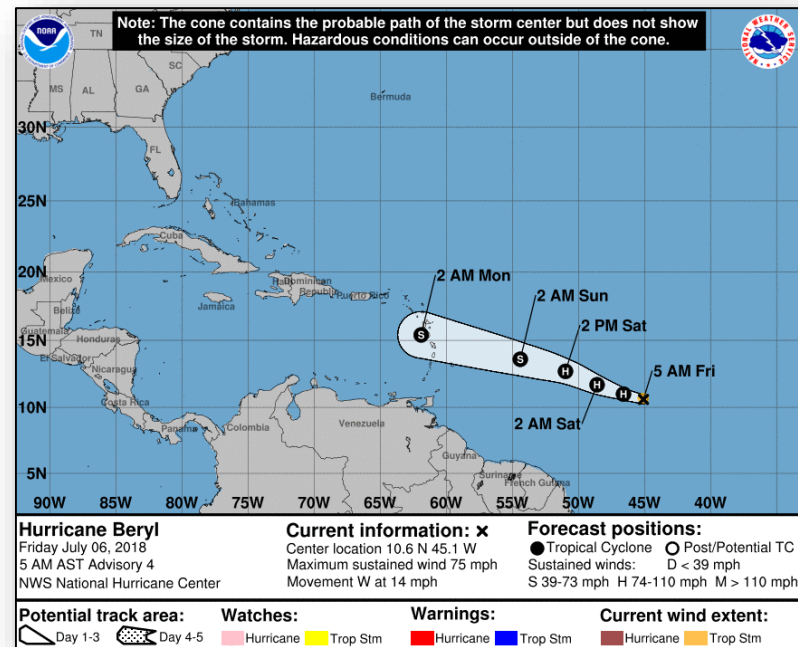 Note: The cone contains the probable path of the storm center but does not show
the size of the storm. Hazardous conditions can occur outside of the cone.
NOAA
TN
SC
MS
AL
GA
Bermuda
30N
FL
25N
Bahamas
Cuba
20N
Mexico
Haiti
Dominican
Republic
Puerto Rico
Jamaica
Belize
2 AM Mon
2 AM Sun
2 PM Sat
Guatemala
Honduras
15N
S
S
H
5 AM Fri
El Salvador
Nicaragua
H
H
10N
Costa Rica
2 AM Sat
Panama
Colombia
Venezuela
Guyana
5N
Suriname
French Guiana
90W
85W
80W
75W
70W
65W
60W
55W
50W
45W
40W
Hurricane Beryl
Friday July 06, 2018
5 AM AST Advisory 4
NWS National Hurricane Center
Current information: ×
Center location 10.6 N 45.1 W
Maximum sustained wind 75 mph
Movement W at 14 mph
Forecast positions:
Tropical Cyclone Post/Potential TC
Sustained winds: D < 39 mph
S 39-73 mph H 74-110 mph M > 110 mph
Potential track area:
Day 1-3 Day 4-5
Watches:
Hurricane Trop Stm
Warnings:
Hurricane Trop Stm
Current wind extent:
Hurricane Trop Stm